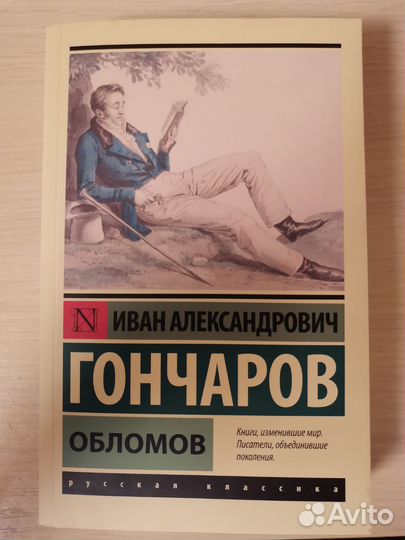 N
ИВАН АЛЕКСАНДРОВИЧ
ГОНЧАРОВ
ОБЛОМОВ
Книги, изменившие мир.
Писатели, объединившие
поколения.
русская классика
Avito